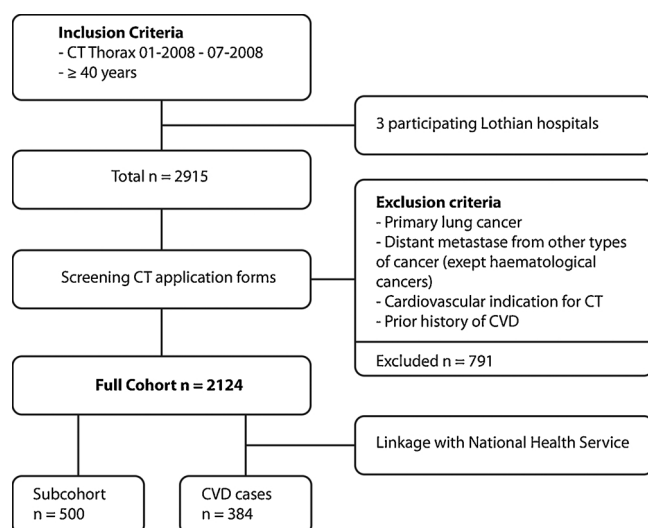 Inclusion Criteria
- CT Thorax 01-2008 - 07-2008
- ≥ 40 years
3 participating Lothian hospitals
Total n = 2915
Exclusion criteria
- Primary lung cancer
- Distant metastase from other types
of cancer (exept haematological
cancers)
- Cardiovascular indication for CT
- Prior history of CVD
Excluded n = 791
Screening CT application forms
Full Cohort n = 2124
Linkage with National Health Service
Subcohort
n = 500
CVD cases
n = 384